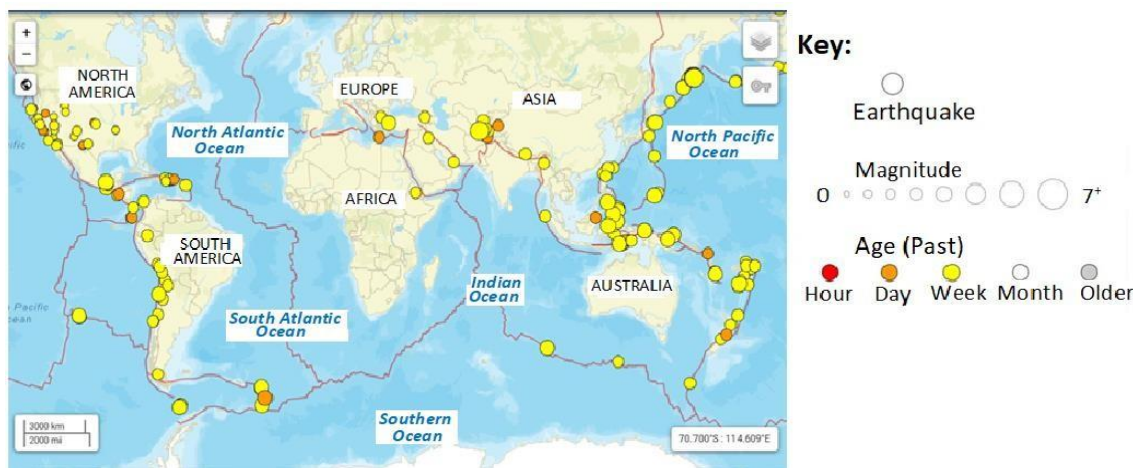 +
−
NORTH
AMERICA
EUROPE
ASIA
North Atlantic
Ocean
North Pacific
Ocean
AFRICA
SOUTH
AMERICA
Indian
Ocean
AUSTRALIA
Pacific
South Atlantic
Ocean
Southern
Ocean
3000 km
2000 mi
70.700°S : 114.609°E
Key:
Earthquake
Magnitude
0 7+
Age (Past)
Hour Day Week Month Older